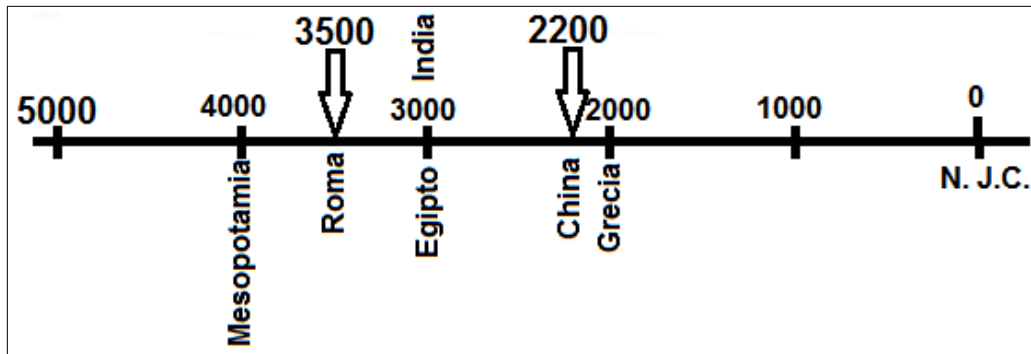 3500
India
2200
5000
4000
3000
2000
1000
0
Mesopotamia
Roma
Egipto
China
Grecia
N. J.C.